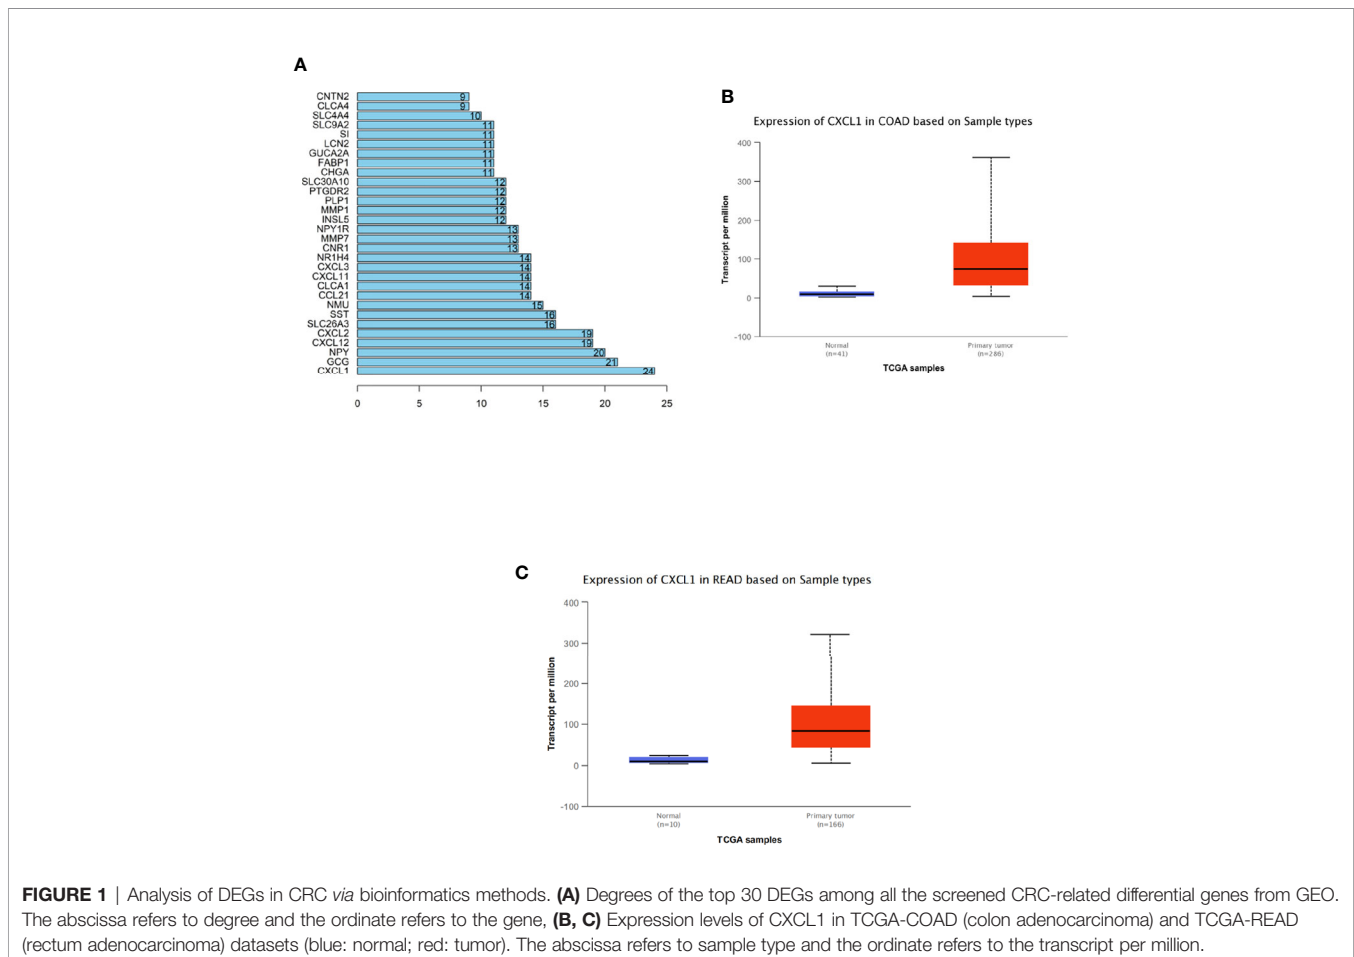 A
CNTN2 9
CLCA4 9
SLC4A4 10
SLC9A2 11
SI 11
LCN2 11
GUCA2A 11
FABP1 11
CHGA 11
SLC30A10 12
PTGDR2 12
PLP1 12
MMP1 12
INSL5 12
NPY1R 13
MMP7 13
CNR1 13
NR1H4 14
CXCL3 14
CXCL11 14
CLCA1 14
CCL21 14
NMU 15
SST 16
SLC26A3 16
CXCL2 19
CXCL12 19
NPY 20
GCG 21
CXCL1 24
0 5 10 15 20 25
B
Expression of CXCL1 in COAD based on Sample types
Transcript per million
400
300
200
100
0
-100
Normal
(n=41)
Primary tumor
(n=286)
TCGA samples
C
Expression of CXCL1 in READ based on Sample types
Transcript per million
400
300
200
100
0
-100
Normal
(n=10)
Primary tumor
(n=166)
TCGA samples
FIGURE 1 | Analysis of DEGs in CRC via bioinformatics methods. (A) Degrees of the top 30 DEGs among all the screened CRC-related differential genes from GEO.
The abscissa refers to degree and the ordinate refers to the gene, (B, C) Expression levels of CXCL1 in TCGA-COAD (colon adenocarcinoma) and TCGA-READ
(rectum adenocarcinoma) datasets (blue: normal; red: tumor). The abscissa refers to sample type and the ordinate refers to the transcript per million.